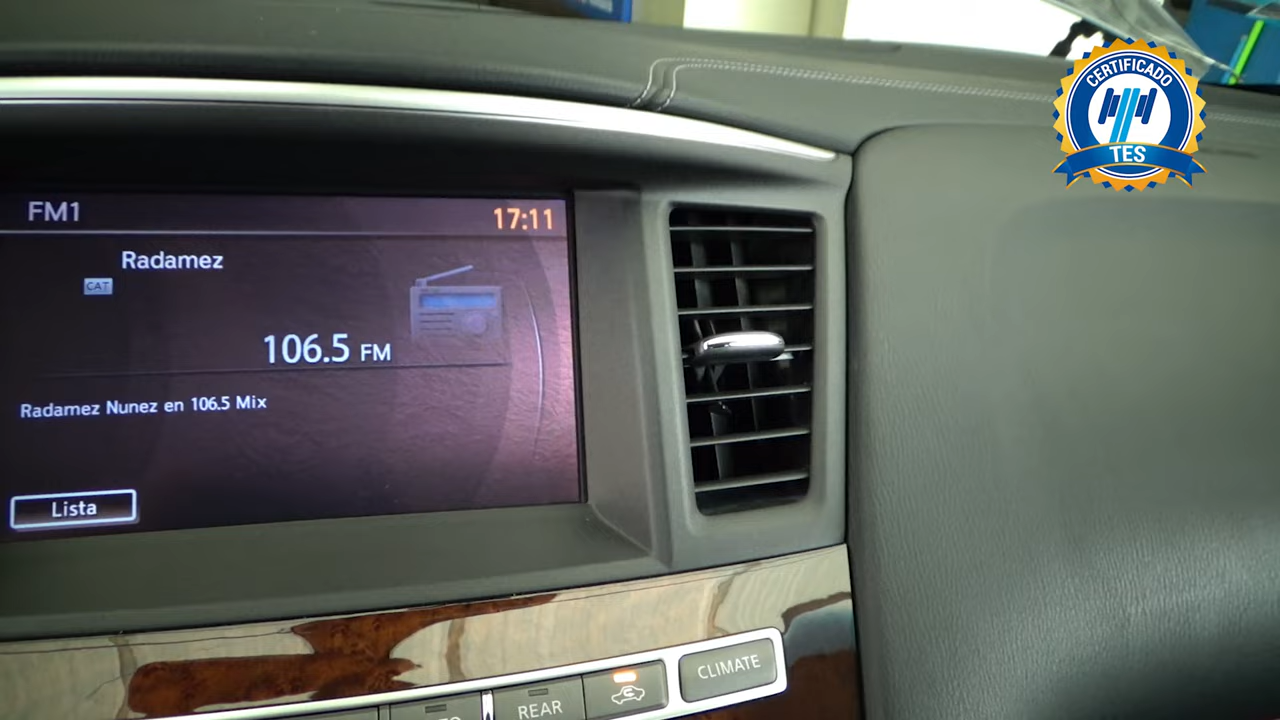 CERTIFICADO
TES
FM1
17:11
Radamez
CAT
106.5 FM
Radamez Nunez en 106.5 Mix
Lista
REAR
CLIMATE